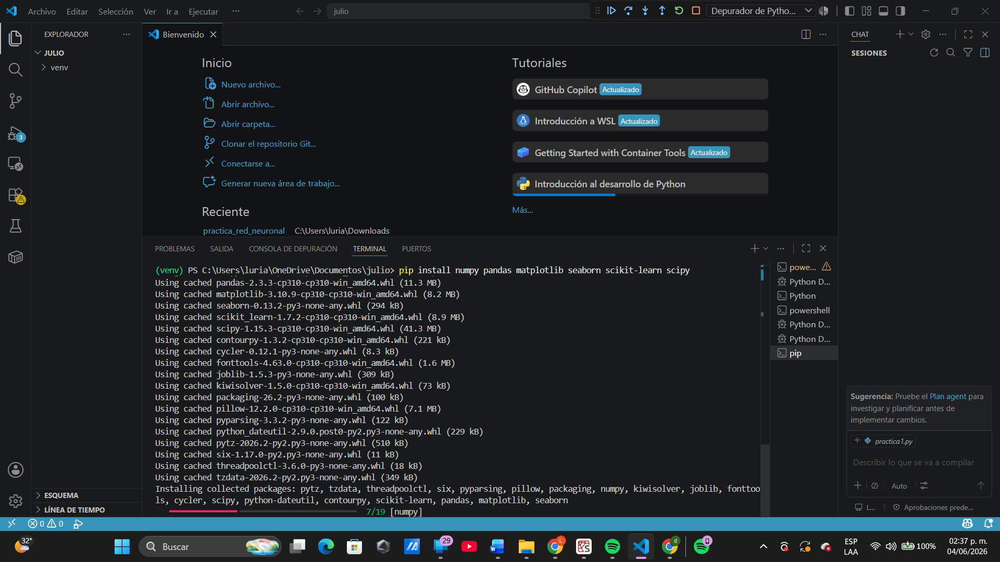 Archivo Editar Selección Ver Ir a Ejecutar ···
julio
Depurador de Pytho...
EXPLORADOR
JULIO
venv
ESQUEMA
LÍNEA DE TIEMPO
Bienvenido
Inicio
Nuevo archivo...
Abrir archivo...
Abrir carpeta...
Clonar el repositorio Git...
Conectarse a...
Generar nueva área de trabajo...
Reciente
practica_red_neuronal C:\Users\luria\Downloads
Tutoriales
GitHub Copilot Actualizado
Introducción a WSL Actualizado
Getting Started with Container Tools Actualizado
Introducción al desarrollo de Python
Más...
PROBLEMAS SALIDA CONSOLA DE DEPURACIÓN TERMINAL PUERTOS
(venv) PS C:\Users\luria\OneDrive\Documentos\julio> pip install numpy pandas matplotlib seaborn scikit-learn scipy
Using cached pandas-2.3.3-cp310-cp310-win_amd64.whl (11.3 MB)
Using cached matplotlib-3.10.9-cp310-cp310-win_amd64.whl (8.2 MB)
Using cached seaborn-0.13.2-py3-none-any.whl (294 kB)
Using cached scikit_learn-1.7.2-cp310-cp310-win_amd64.whl (8.9 MB)
Using cached scipy-1.15.3-cp310-cp310-win_amd64.whl (41.3 MB)
Using cached contourpy-1.3.2-cp310-cp310-win_amd64.whl (221 kB)
Using cached cycler-0.12.1-py3-none-any.whl (8.3 kB)
Using cached fonttools-4.63.0-cp310-cp310-win_amd64.whl (1.6 MB)
Using cached joblib-1.5.3-py3-none-any.whl (309 kB)
Using cached kiwisolver-1.5.0-cp310-cp310-win_amd64.whl (73 kB)
Using cached packaging-26.2-py3-none-any.whl (100 kB)
Using cached pillow-12.2.0-cp310-cp310-win_amd64.whl (7.1 MB)
Using cached pyparsing-3.3.2-py3-none-any.whl (122 kB)
Using cached python_dateutil-2.9.0.post0-py2.py3-none-any.whl (229 kB)
Using cached pytz-2026.2-py2.py3-none-any.whl (510 kB)
Using cached six-1.17.0-py2.py3-none-any.whl (11 kB)
Using cached threadpoolctl-3.6.0-py3-none-any.whl (18 kB)
Using cached tzdata-2026.2-py2.py3-none-any.whl (349 kB)
Installing collected packages: pytz, tzdata, threadpoolctl, six, pyparsing, pillow, packaging, numpy, kiwisolver, joblib, fonttoo
ls, cycler, scipy, python-dateutil, contourpy, scikit-learn, pandas, matplotlib, seaborn
7/19 [numpy]
powe...
Python D...
Python
powershell
Python D...
Python D...
pip
CHAT
SESIONES
Sugerencia: Pruebe el Plan agent para
investigar y planificar antes de
implementar cambios.
practica1.py
Describir lo que se va a compilar
Auto
L... Aprobaciones prede...
3
0 0
32°
Buscar
29
L
d
ESP
LAA
100%
02:37 p. m.
04/06/2026